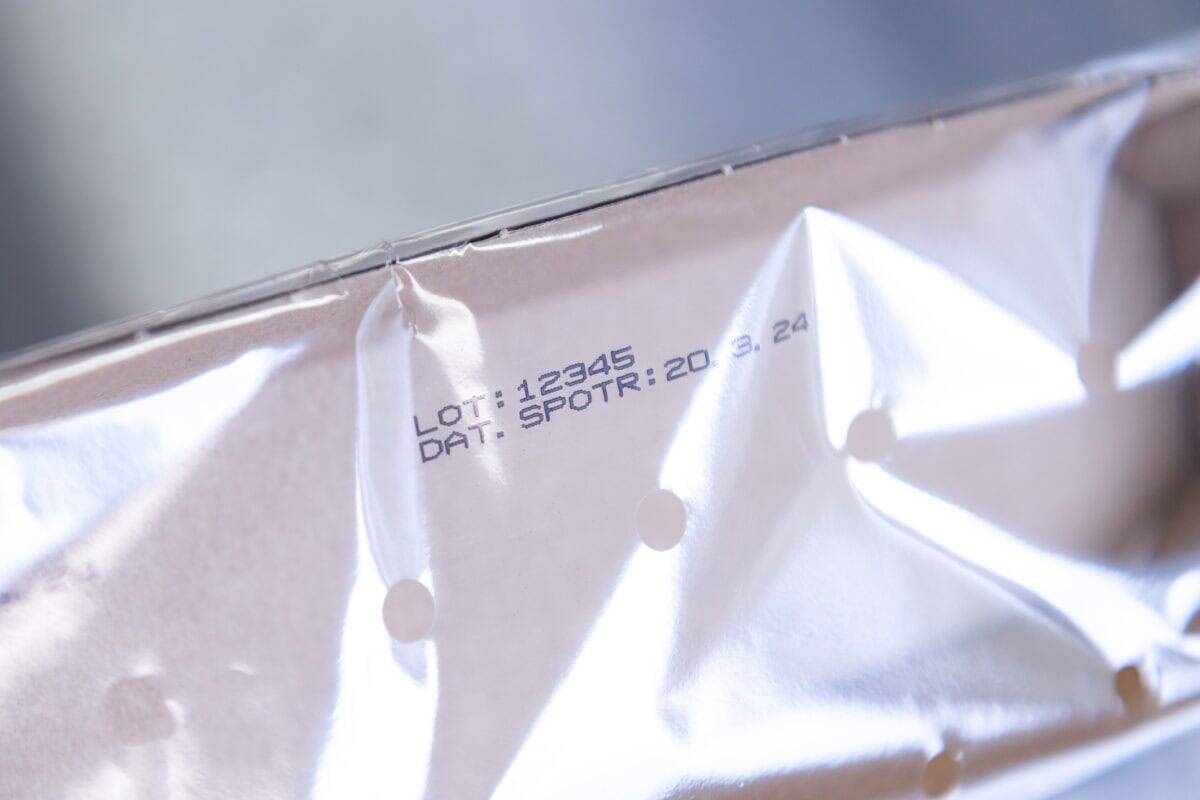 LOT: 12345
DAT. SPOTR: 20. 3. 24